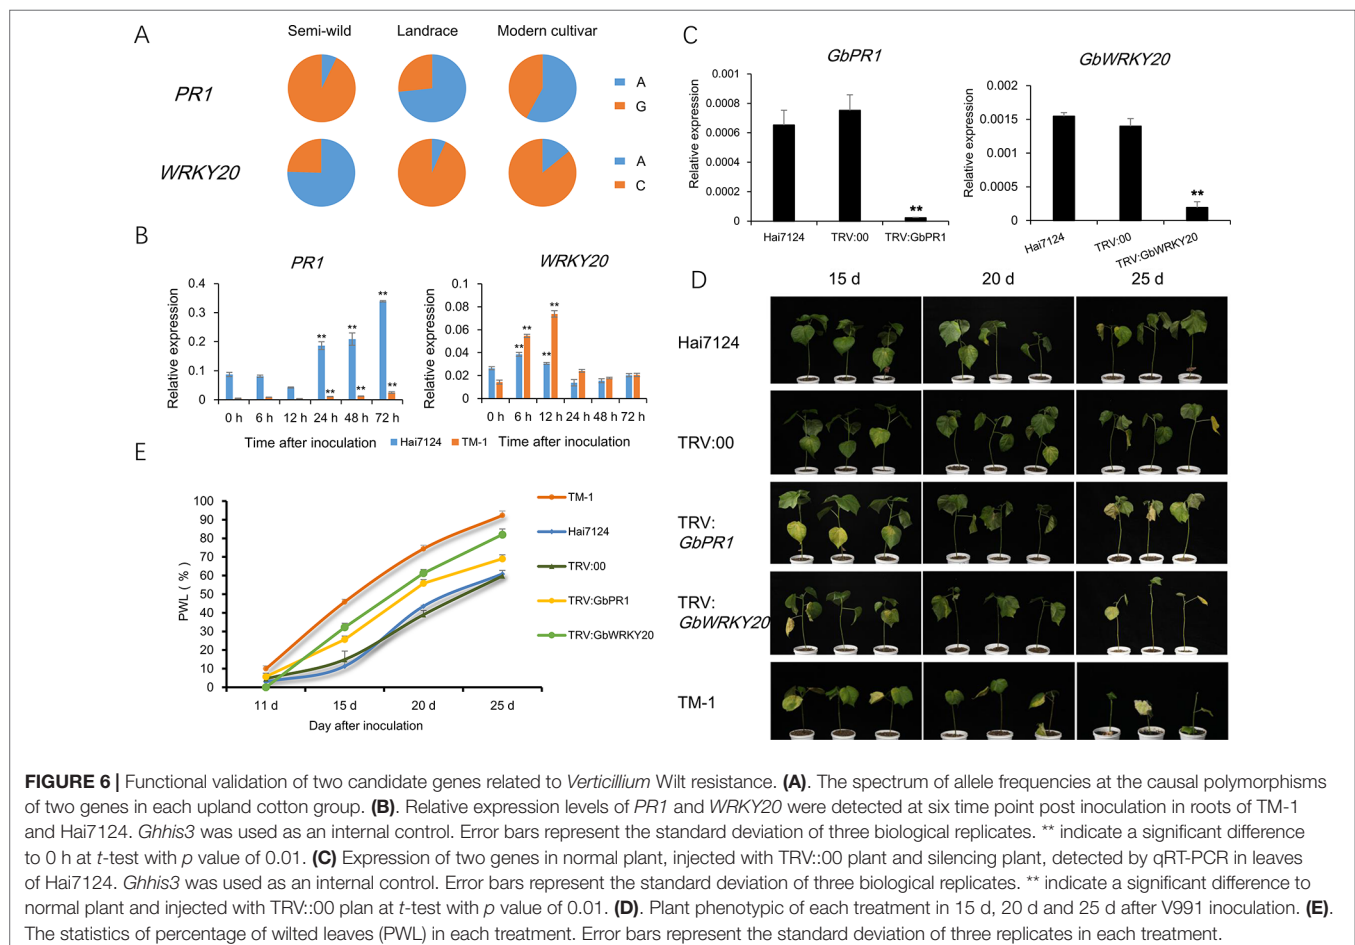 A
Semi-wild
Landrace
Modern cultivar
PR1
A
G
WRKY20
A
C
B
PR1
Relative expression
0.4
0.3
0.2
0.1
0
**
**
**
**
**
**
0 h 6 h 12 h 24 h 48 h 72 h
Time after inoculation
WRKY20
Relative expression
0.1
0.08
0.06
0.04
0.02
0
**
**
**
**
0 h 6 h 12 h 24 h 48 h 72 h
Time after inoculation
Hai7124 TM-1
C
GbPR1
Relative expression
0.001
0.0008
0.0006
0.0004
0.0002
0
**
Hai7124 TRV:00 TRV:GbPR1
GbWRKY20
Relative expression
0.002
0.0015
0.001
0.0005
0
**
Hai7124 TRV:00 TRV:GbWRKY20
D
15 d 20 d 25 d
Hai7124
TRV:00
TRV:
GbPR1
TRV:
GbWRKY20
TM-1
E
PWL ( % )
100
90
80
70
60
50
40
30
20
10
0
11 d 15 d 20 d 25 d
Day after inoculation
TM-1
Hai7124
TRV:00
TRV:GbPR1
TRV:GbWRKY20
FIGURE 6 | Functional validation of two candidate genes related to Verticillium Wilt resistance. (A). The spectrum of allele frequencies at the causal polymorphisms
of two genes in each upland cotton group. (B). Relative expression levels of PR1 and WRKY20 were detected at six time point post inoculation in roots of TM-1
and Hai7124. Ghhis3 was used as an internal control. Error bars represent the standard deviation of three biological replicates. ** indicate a significant difference
to 0 h at t-test with p value of 0.01. (C) Expression of two genes in normal plant, injected with TRV::00 plant and silencing plant, detected by qRT-PCR in leaves
of Hai7124. Ghhis3 was used as an internal control. Error bars represent the standard deviation of three biological replicates. ** indicate a significant difference to
normal plant and injected with TRV::00 plan at t-test with p value of 0.01. (D). Plant phenotypic of each treatment in 15 d, 20 d and 25 d after V991 inoculation. (E).
The statistics of percentage of wilted leaves (PWL) in each treatment. Error bars represent the standard deviation of three replicates in each treatment.